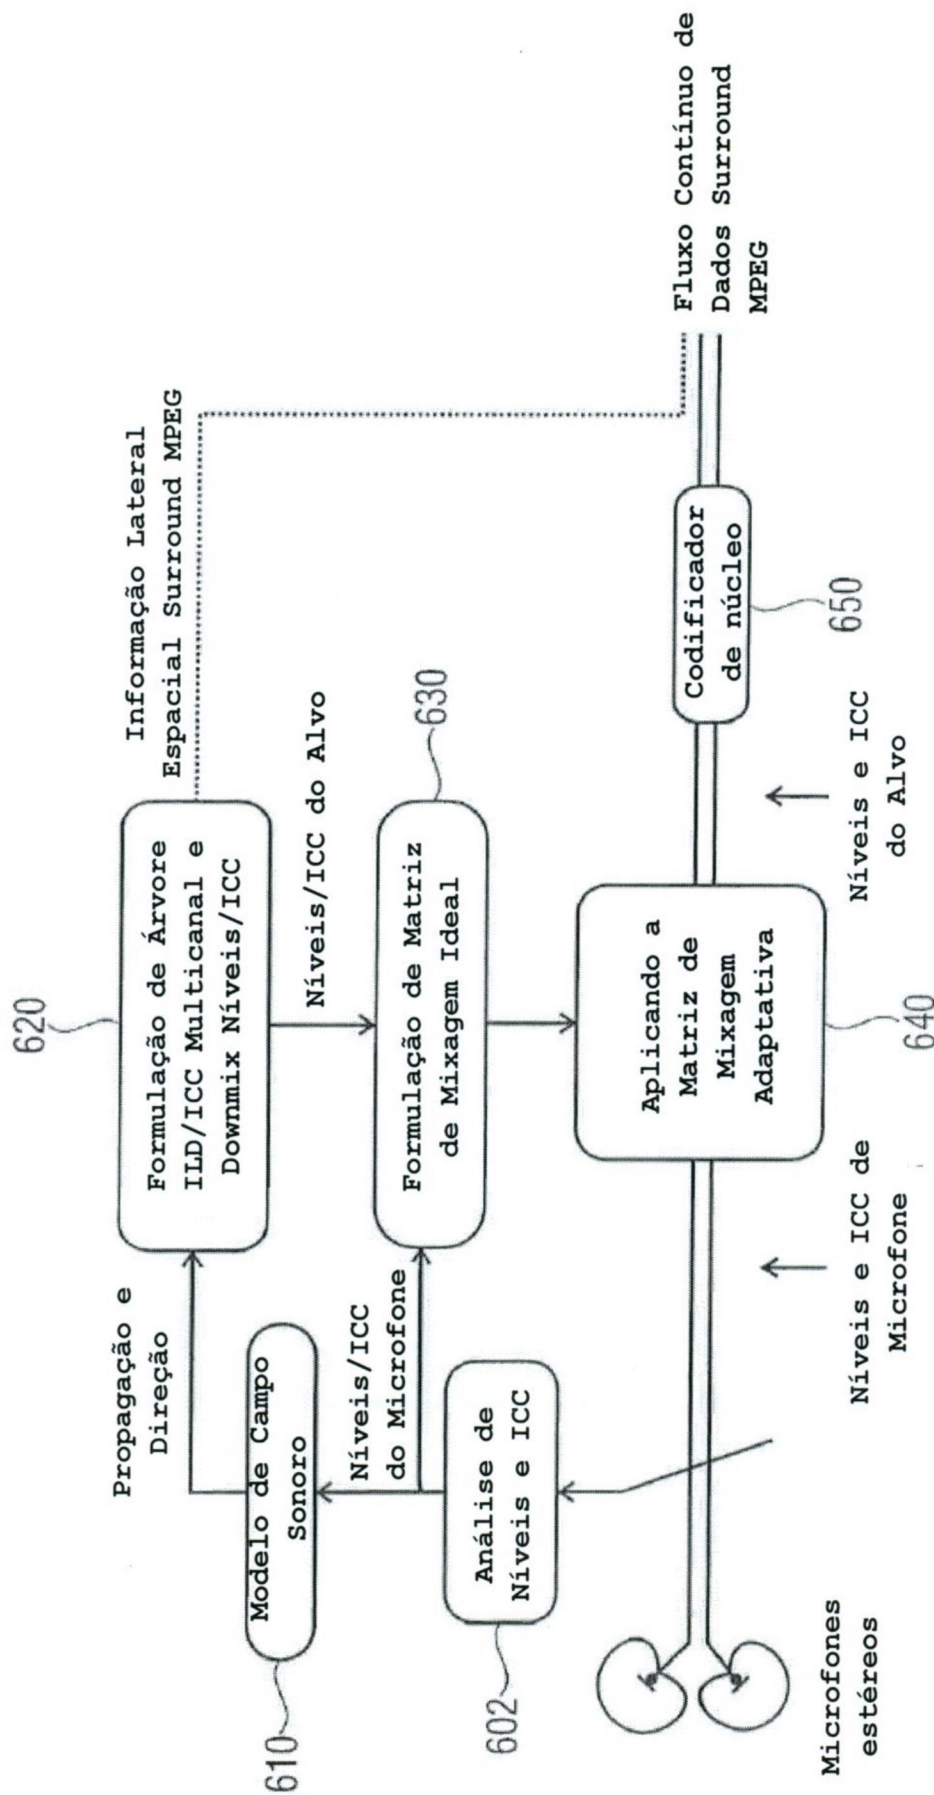 Informação Lateral
Espacial Surround MPEG
620
Formulação de Árvore
ILD/ICC Multicanal e
Downmix Níveis/ICC
Propagação e
Direção
610
Modelo de Campo
Sonoro
Níveis/ICC do Alvo
Níveis/ICC
do Microfone
630
Formulação de Matriz
de Mixagem Ideal
602
Análise de
Níveis e ICC
Aplicando a
Matriz de
Mixagem
Adaptativa
640
Codificador
de núcleo
650
Fluxo Contínuo de
Dados Surround
MPEG
Microfones
estéreos
Níveis e ICC de
Microfone
Níveis e ICC
do Alvo